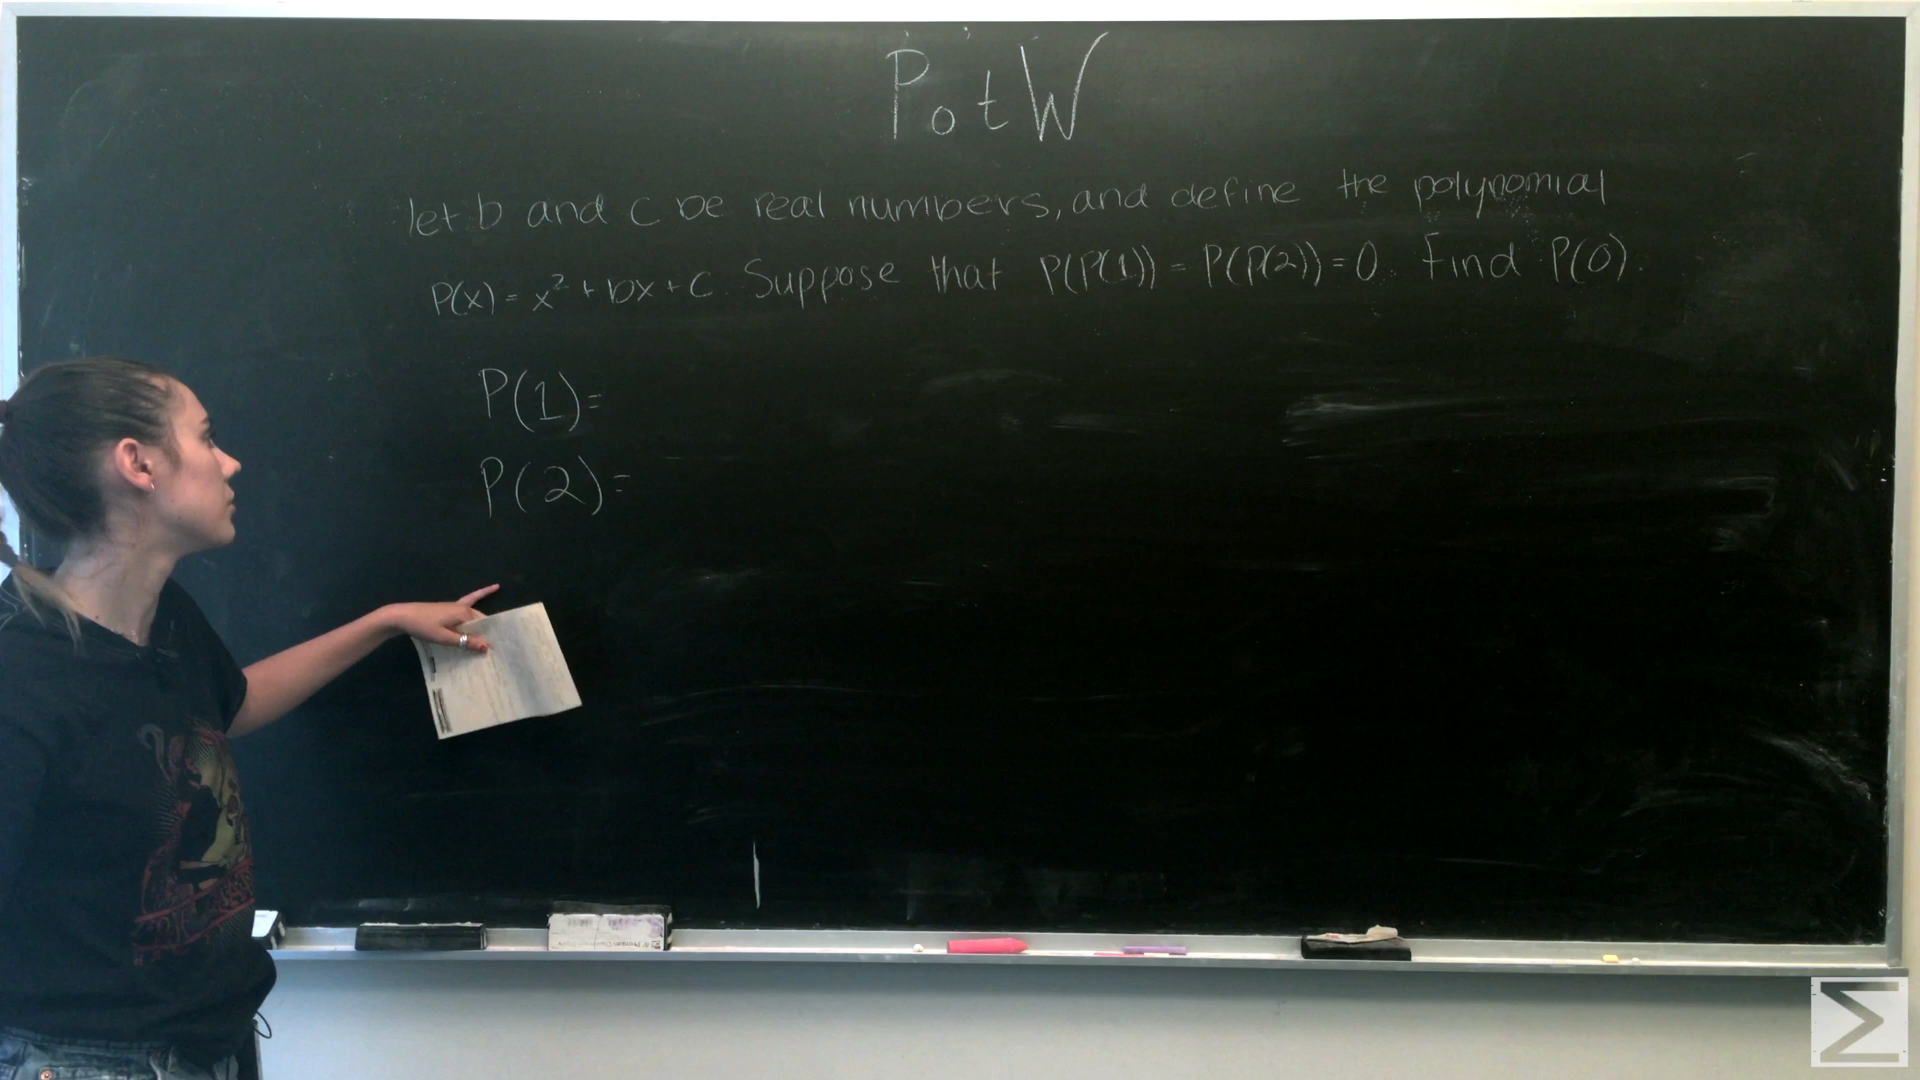 PotW
let b and c be real numbers, and define the polynomial
P(x) = x² + bx + c. Suppose that P(P(1)) = P(P(2)) = 0. Find P(0).
P(1) =
P(2) =
Σ